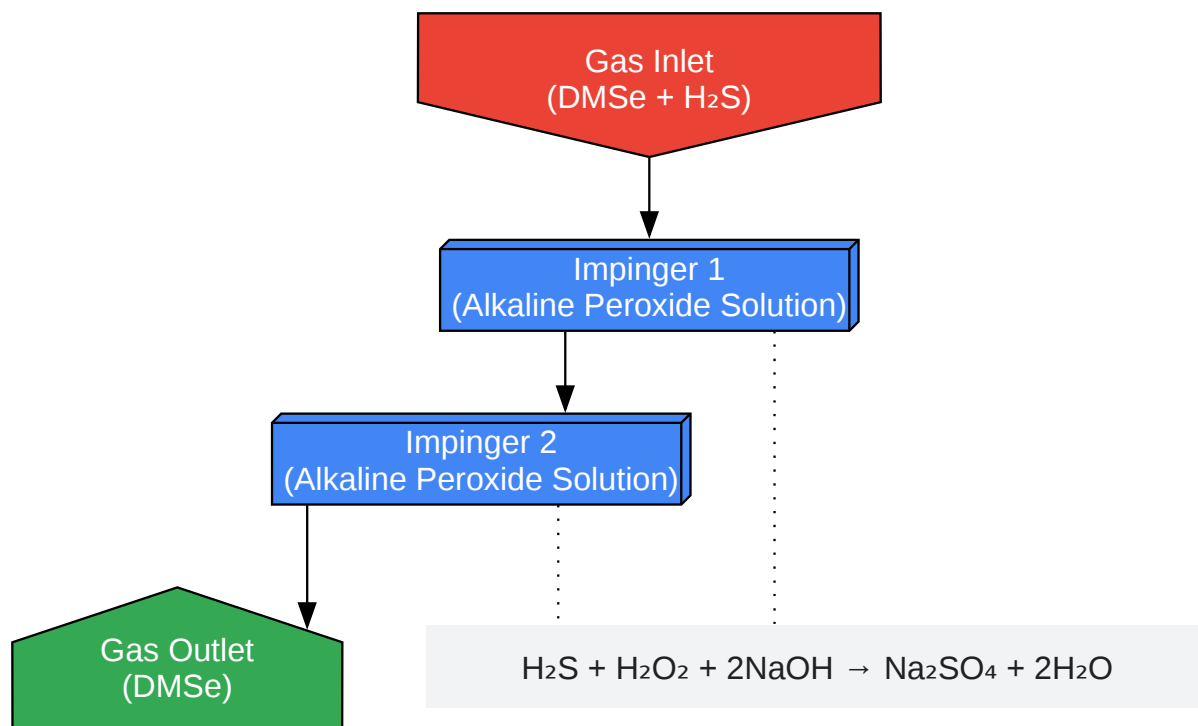 Gas Inlet
(DMSe + H₂S)
Impinger 1
(Alkaline Peroxide Solution)
Impinger 2
(Alkaline Peroxide Solution)
Gas Outlet
(DMSe)
H₂S + H₂O₂ + 2NaOH → Na₂SO₄ + 2H₂O